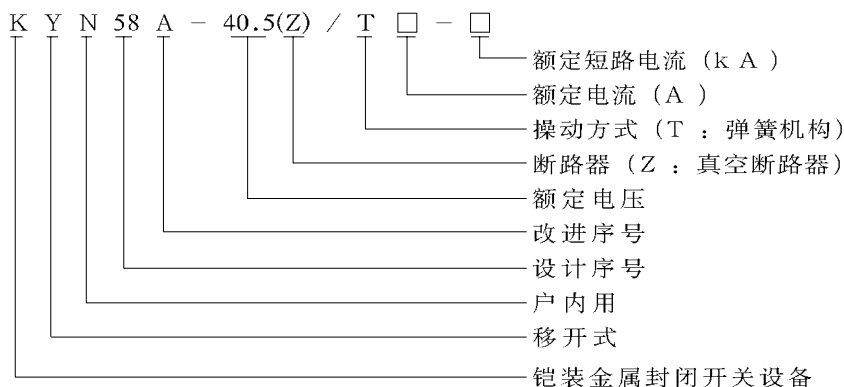 K Y N 58 A - 40.5(Z) / T □ - □
额定短路电流 (kA)
额定电流 (A)
操动方式 (T : 弹簧机构)
断路器 (Z : 真空断路器)
额定电压
改进序号
设计序号
户内用
移开式
铠装金属封闭开关设备